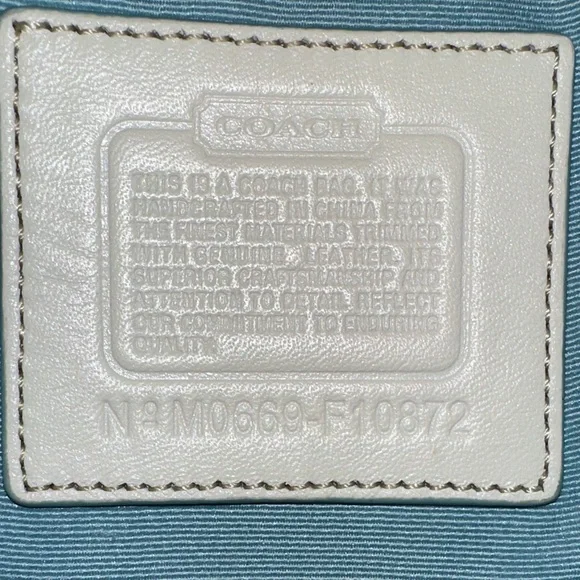 COACH
THIS IS A COACH BAG. IT WAS
HANDCRAFTED IN CHINA FROM
THE FINEST MATERIALS, TRIMMED
WITH GENUINE LEATHER. ITS
SUPERIOR CRAFTSMANSHIP AND
ATTENTION TO DETAIL REFLECT
OUR COMMITMENT TO ENDURING
QUALITY.
Nº M0669-F10872